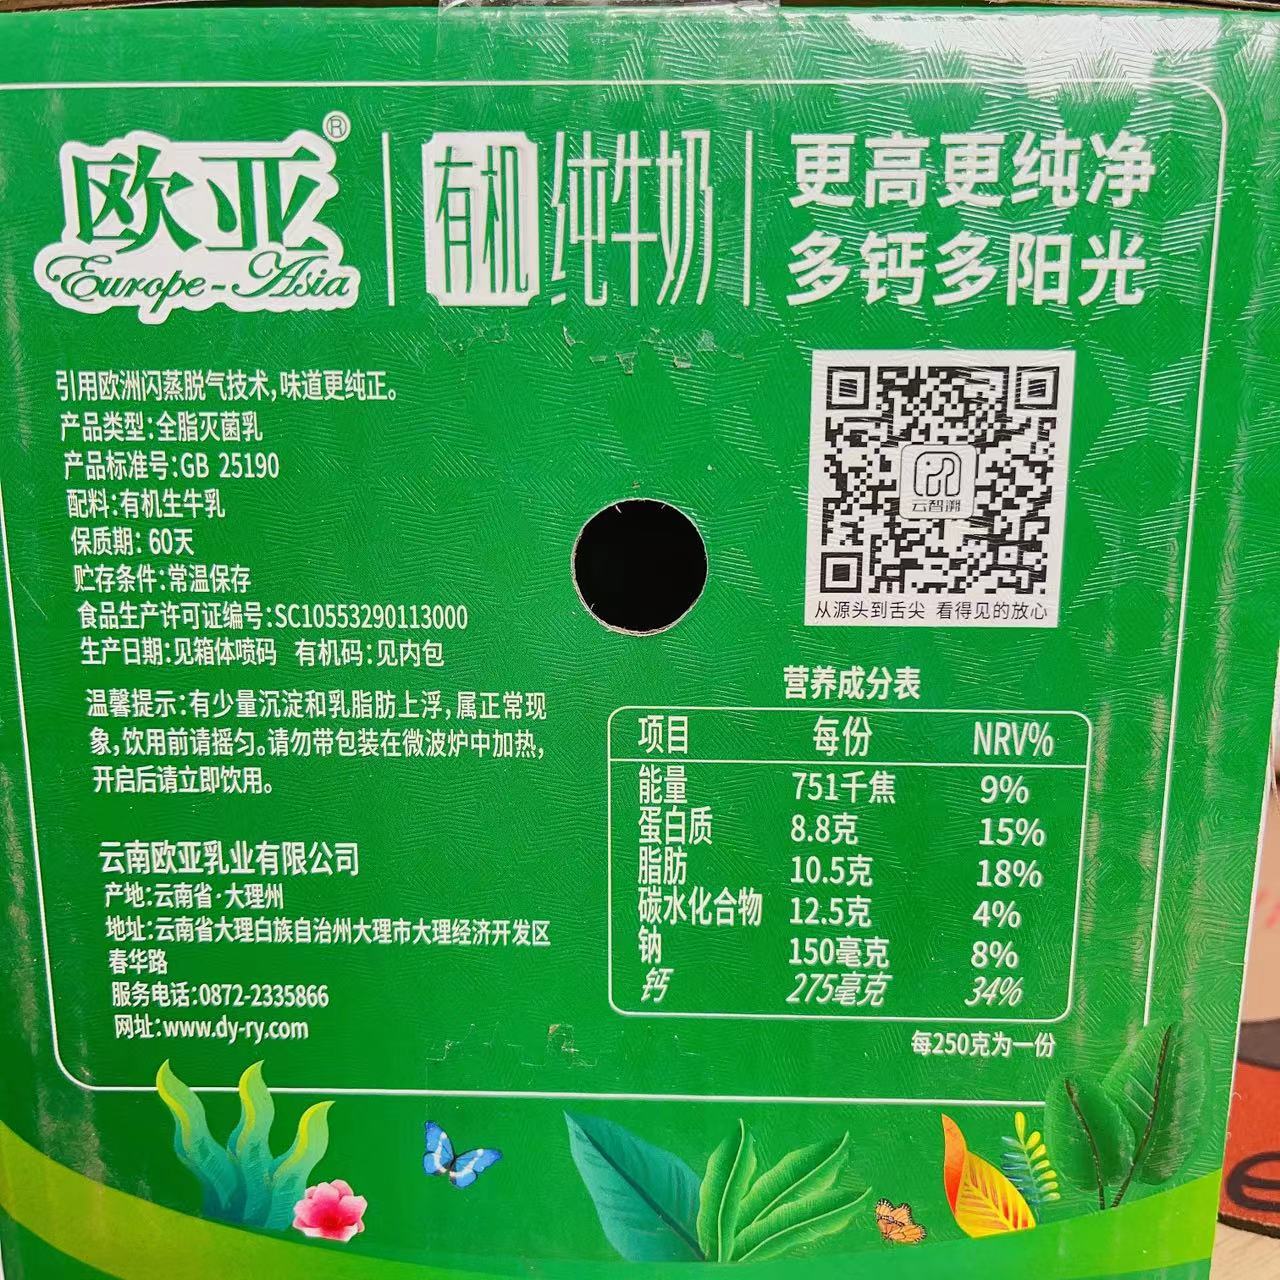 欧亚®
Europe-Asia
有机纯牛奶
更高更纯净
多钙多阳光
引用欧洲闪蒸脱气技术,味道更纯正。
产品类型:全脂灭菌乳
产品标准号:GB 25190
配料:有机生牛乳
保质期: 60天
贮存条件:常温保存
食品生产许可证编号:SC10553290113000
生产日期:见箱体喷码 有机码:见内包
温馨提示:有少量沉淀和乳脂肪上浮,属正常现
象,饮用前请摇匀。请勿带包装在微波炉中加热,
开启后请立即饮用。
云南欧亚乳业有限公司
产地:云南省·大理州
地址:云南省大理白族自治州大理市大理经济开发区
春华路
服务电话:0872-2335866
网址:www.dy-ry.com
云智溯
从源头到舌尖 看得见的放心
营养成分表
项目 每份 NRV%
能量 751千焦 9%
蛋白质 8.8克 15%
脂肪 10.5克 18%
碳水化合物 12.5克 4%
钠 150毫克 8%
钙 275毫克 34%
每250克为一份
e